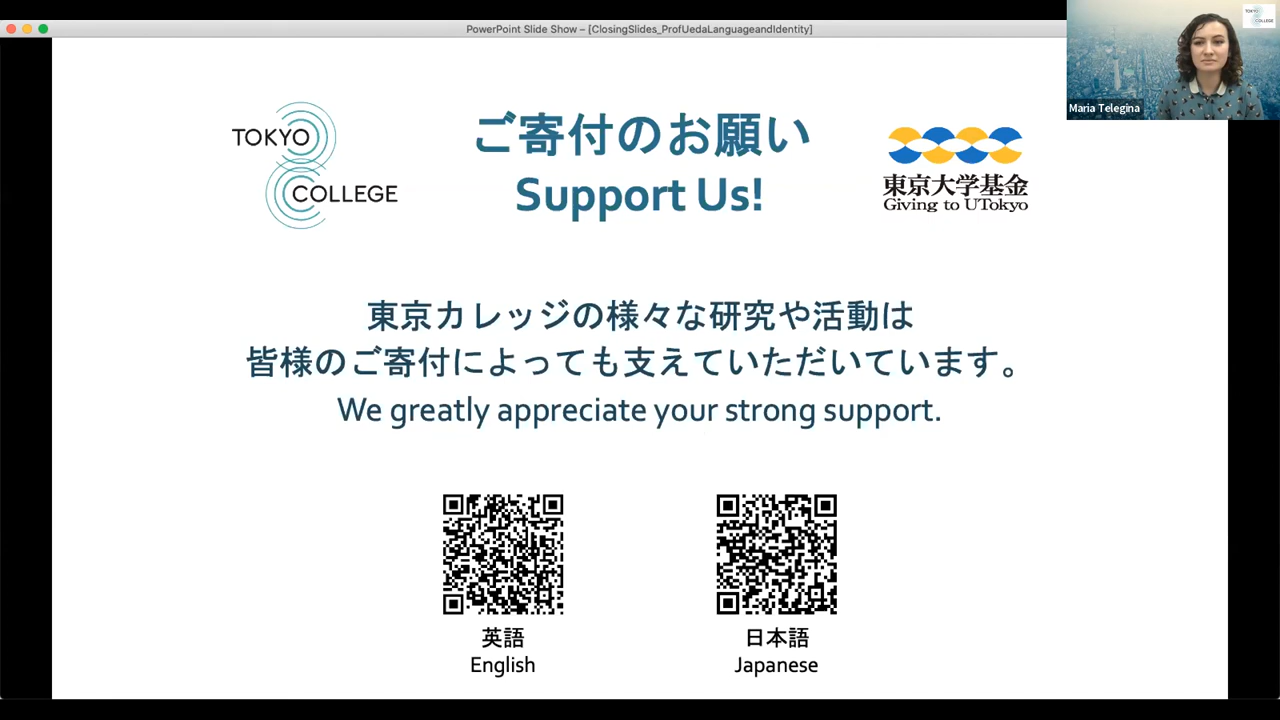 PowerPoint Slide Show – [ClosingSlides_ProfUedaLanguageandIdentity]
TOKYO COLLEGE
Maria Telegina
TOKYO
COLLEGE
ご寄付のお願い
Support Us!
東京大学基金
Giving to UTokyo
東京カレッジの様々な研究や活動は
皆様のご寄付によっても支えていただいています。
We greatly appreciate your strong support.
英語
English
日本語
Japanese